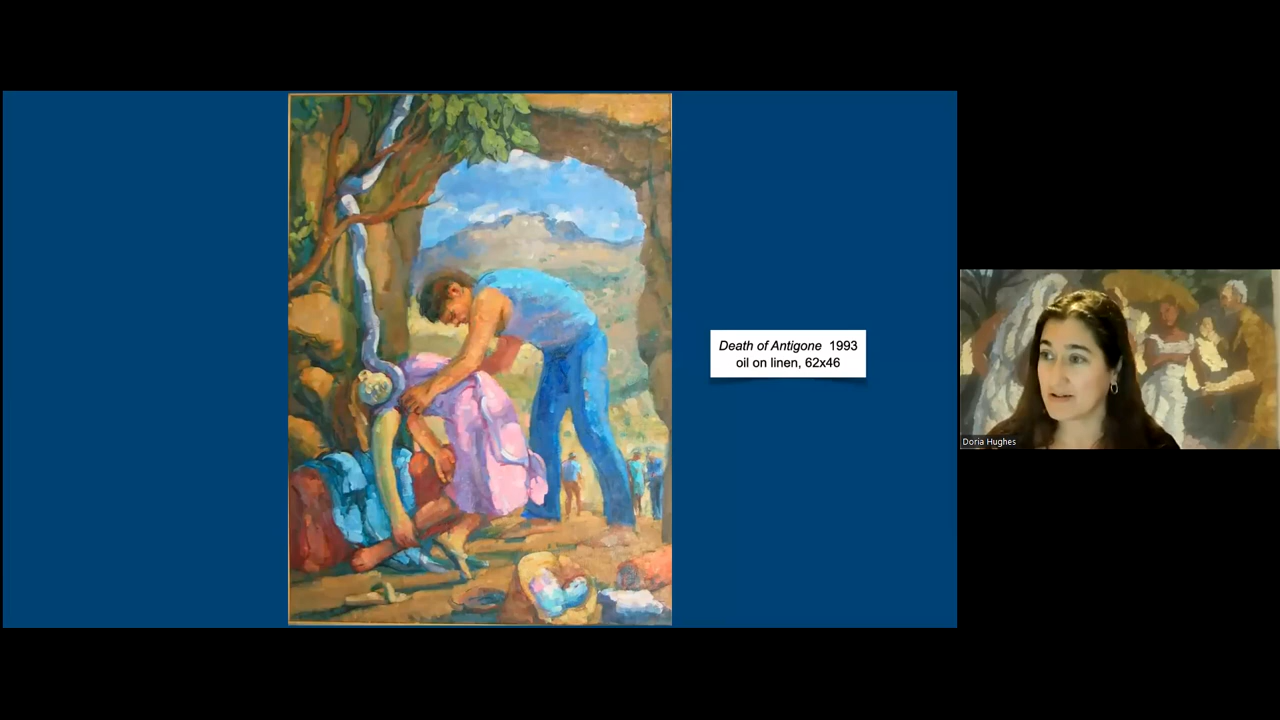 Death of Antigone 1993
oil on linen, 62x46
Doria Hughes